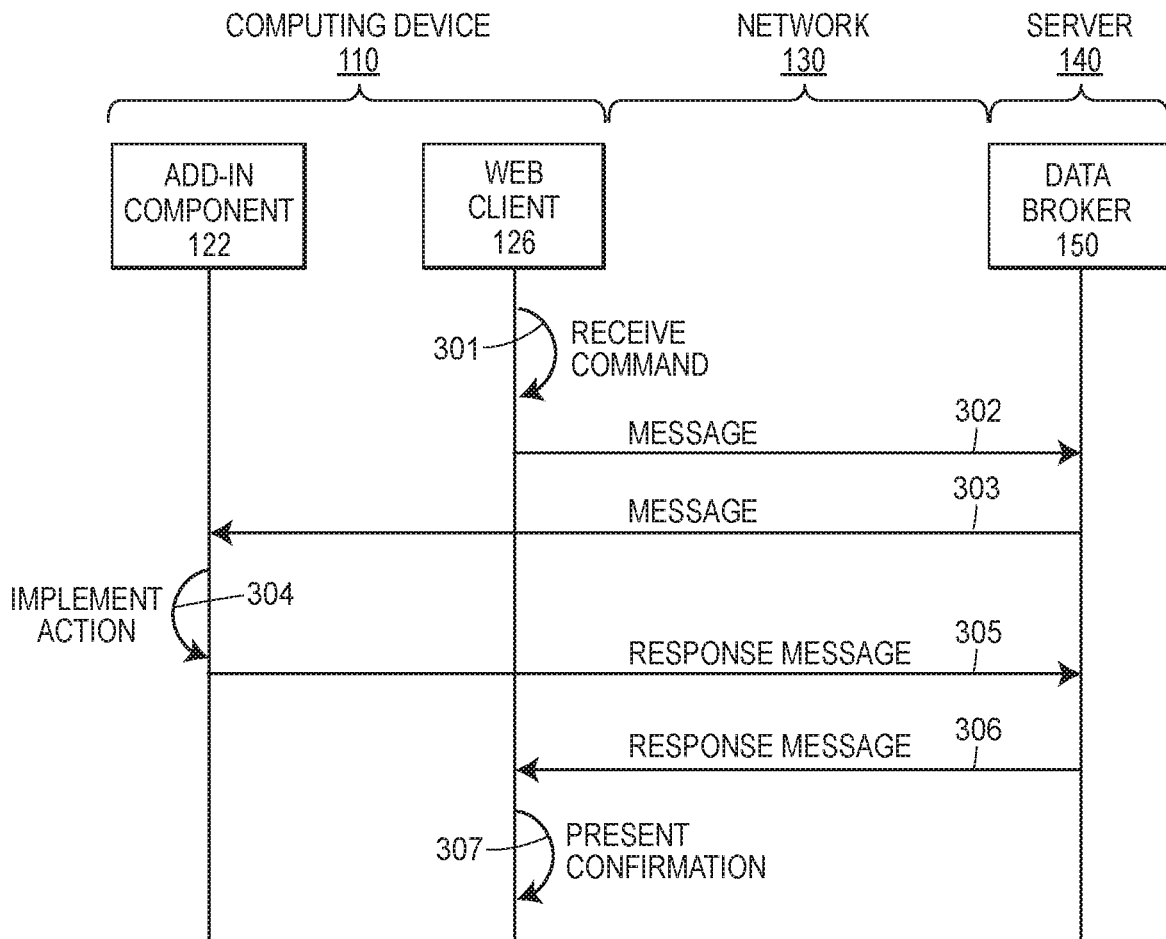 COMPUTING DEVICE
110
NETWORK
130
SERVER
140
ADD-IN
COMPONENT
122
WEB
CLIENT
126
DATA
BROKER
150
301
RECEIVE
COMMAND
302
MESSAGE
303
MESSAGE
IMPLEMENT
ACTION
304
305
RESPONSE MESSAGE
306
RESPONSE MESSAGE
307
PRESENT
CONFIRMATION